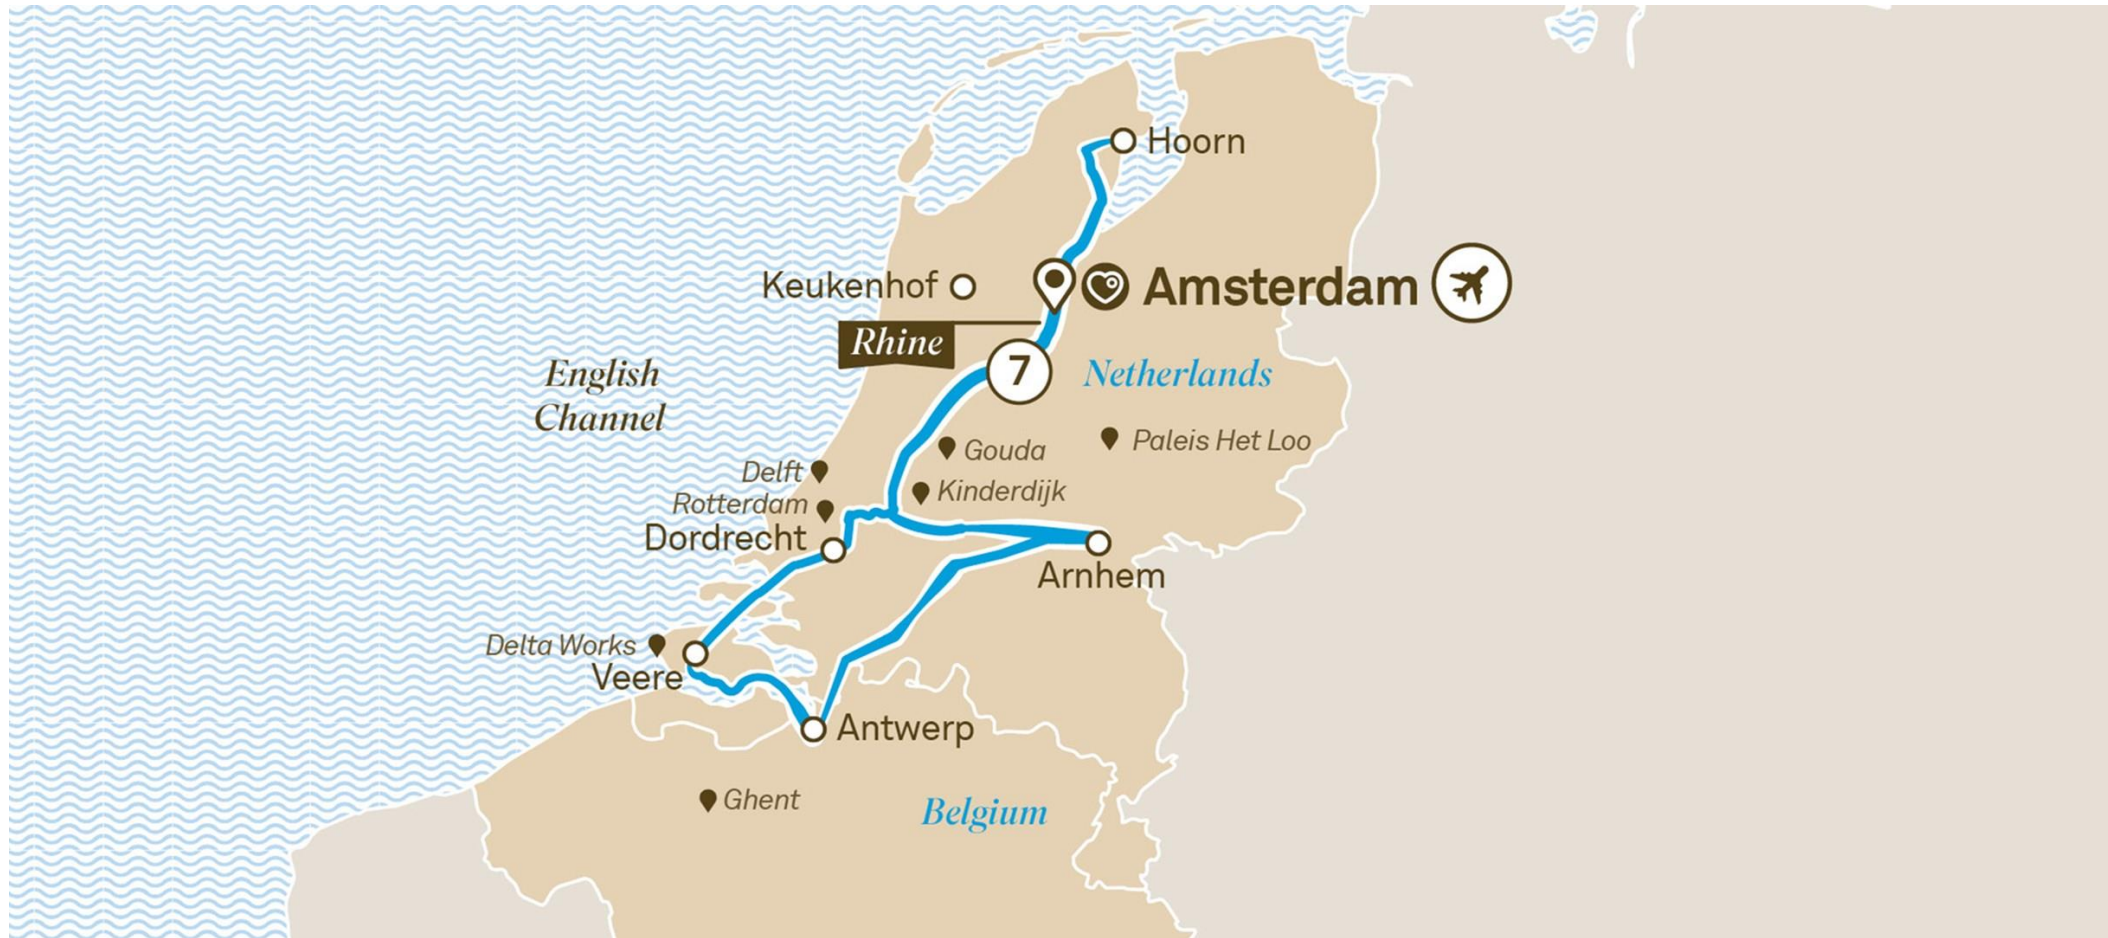 Hoorn
Keukenhof
Amsterdam
Rhine
English
Channel
7
Netherlands
Gouda
Paleis Het Loo
Delft
Kinderdijk
Rotterdam
Dordrecht
Arnhem
Delta Works
Veere
Antwerp
Ghent
Belgium